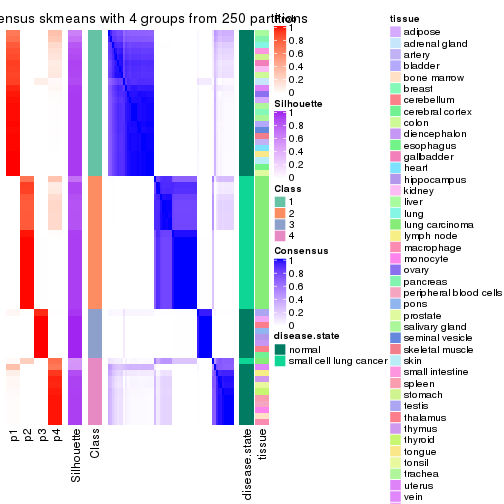 ensus skmeans with 4 groups from 250 partitions
1
0.8
0.6
0.4
0.2
0
Silhouette
1
0.8
0.6
0.4
0.2
0
Class
1
2
3
4
Consensus
1
0.8
0.6
0.4
0.2
0
disease.state
normal
small cell lung cancer
tissue
adipose
adrenal gland
artery
bladder
bone marrow
breast
cerebellum
cerebral cortex
colon
diencephalon
esophagus
gallbadder
heart
hippocampus
kidney
liver
lung
lung carcinoma
lymph node
macrophage
monocyte
ovary
pancreas
peripheral blood cells
pons
prostate
salivary gland
seminal vesicle
skeletal muscle
skin
small intestine
spleen
stomach
testis
thalamus
thymus
thyroid
tongue
tonsil
trachea
uterus
vein
p1
p2
p3
p4
Silhouette
Class
disease.state
tissue